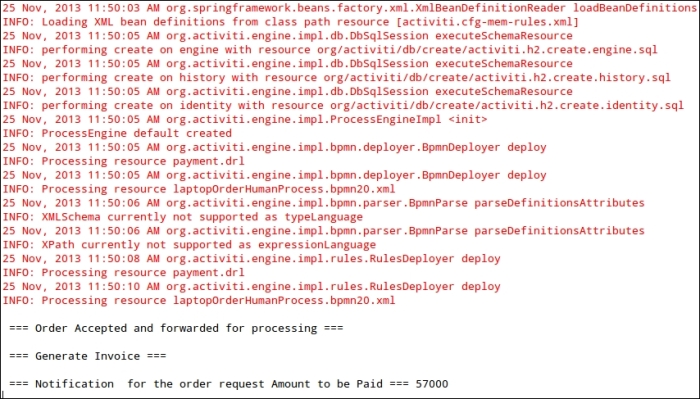 25 Nov, 2013 11:50:03 AM org.springframework.beans.factory.xml.XmlBeanDefinitionReader loadBeanDefinitions
INFO: Loading XML bean definitions from class path resource [activiti.cfg-mem-rules.xml]
25 Nov, 2013 11:50:05 AM org.activiti.engine.impl.db.DbSqlSession executeSchemaResource
INFO: performing create on engine with resource org/activiti/db/create/activiti.h2.create.engine.sql
25 Nov, 2013 11:50:05 AM org.activiti.engine.impl.db.DbSqlSession executeSchemaResource
INFO: performing create on history with resource org/activiti/db/create/activiti.h2.create.history.sql
25 Nov, 2013 11:50:05 AM org.activiti.engine.impl.db.DbSqlSession executeSchemaResource
INFO: performing create on identity with resource org/activiti/db/create/activiti.h2.create.identity.sql
25 Nov, 2013 11:50:05 AM org.activiti.engine.impl.ProcessEngineImpl <init>
INFO: ProcessEngine default created
25 Nov, 2013 11:50:05 AM org.activiti.engine.impl.bpmn.deployer.BpmnDeployer deploy
INFO: Processing resource payment.drl
25 Nov, 2013 11:50:05 AM org.activiti.engine.impl.bpmn.deployer.BpmnDeployer deploy
INFO: Processing resource laptopOrderHumanProcess.bpmn20.xml
25 Nov, 2013 11:50:06 AM org.activiti.engine.impl.bpmn.parser.BpmnParse parseDefinitionsAttributes
INFO: XMLSchema currently not supported as typeLanguage
25 Nov, 2013 11:50:06 AM org.activiti.engine.impl.bpmn.parser.BpmnParse parseDefinitionsAttributes
INFO: XPath currently not supported as expressionLanguage
25 Nov, 2013 11:50:08 AM org.activiti.engine.impl.rules.RulesDeployer deploy
INFO: Processing resource payment.drl
25 Nov, 2013 11:50:10 AM org.activiti.engine.impl.rules.RulesDeployer deploy
INFO: Processing resource laptopOrderHumanProcess.bpmn20.xml
=== Order Accepted and forwarded for processing ===
=== Generate Invoice ===
=== Notification  for the order request Amount to be Paid === 57000